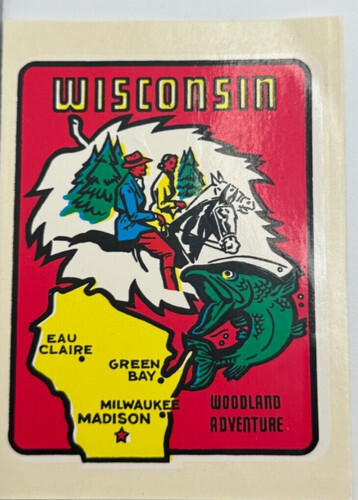 WISCONSIN
EAU
CLAIRE
GREEN
BAY
MILWAUKEE
MADISON
WOODLAND
ADVENTURE